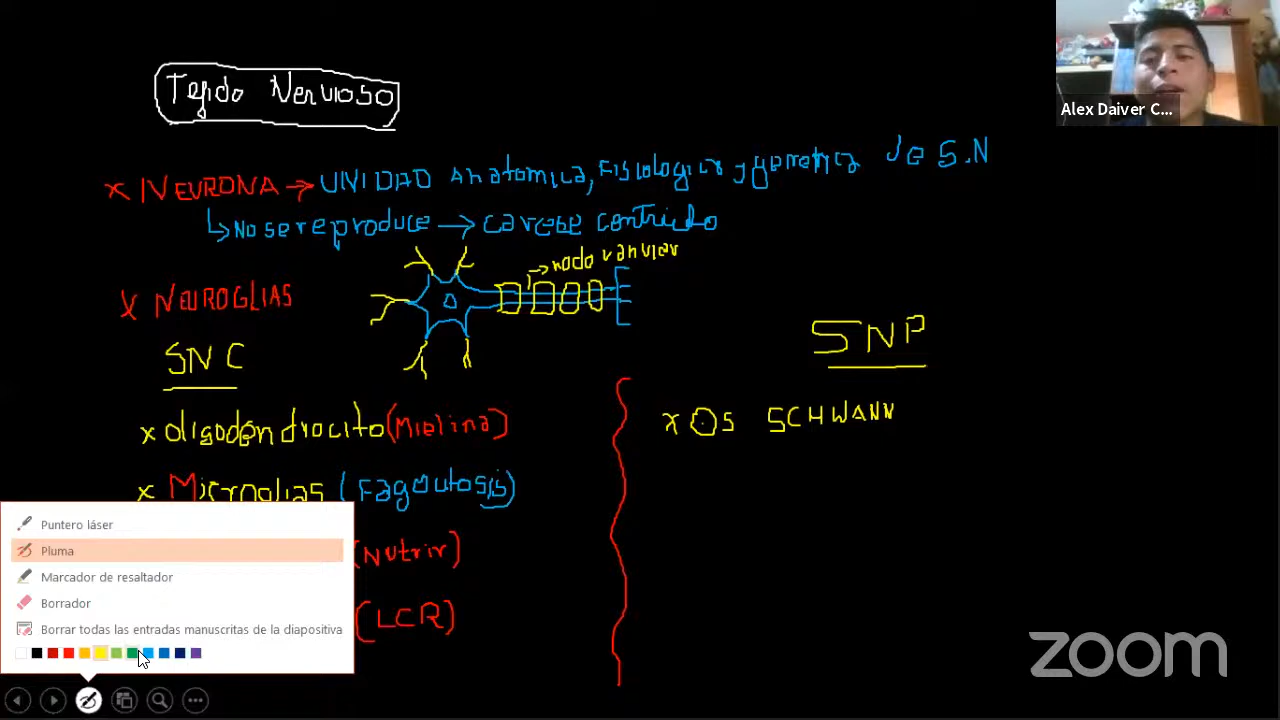 Tejido Nervioso
Alex Daiver C...
x NEURONA → UNIDAD Anatomica, Fisiologica y genetica de S.N
↳ No se reproduce → carece centriolo
→ nodo ranvier
x NEUROGLIAS
SNC
SNP
x oligodendrocito (Mielina)
x OS SCHWANN
x Microglias (Fagocitosis)
(Nutrir)
(LCR)
Puntero láser
Pluma
Marcador de resaltador
Borrador
Borrar todas las entradas manuscritas de la diapositiva
zoom